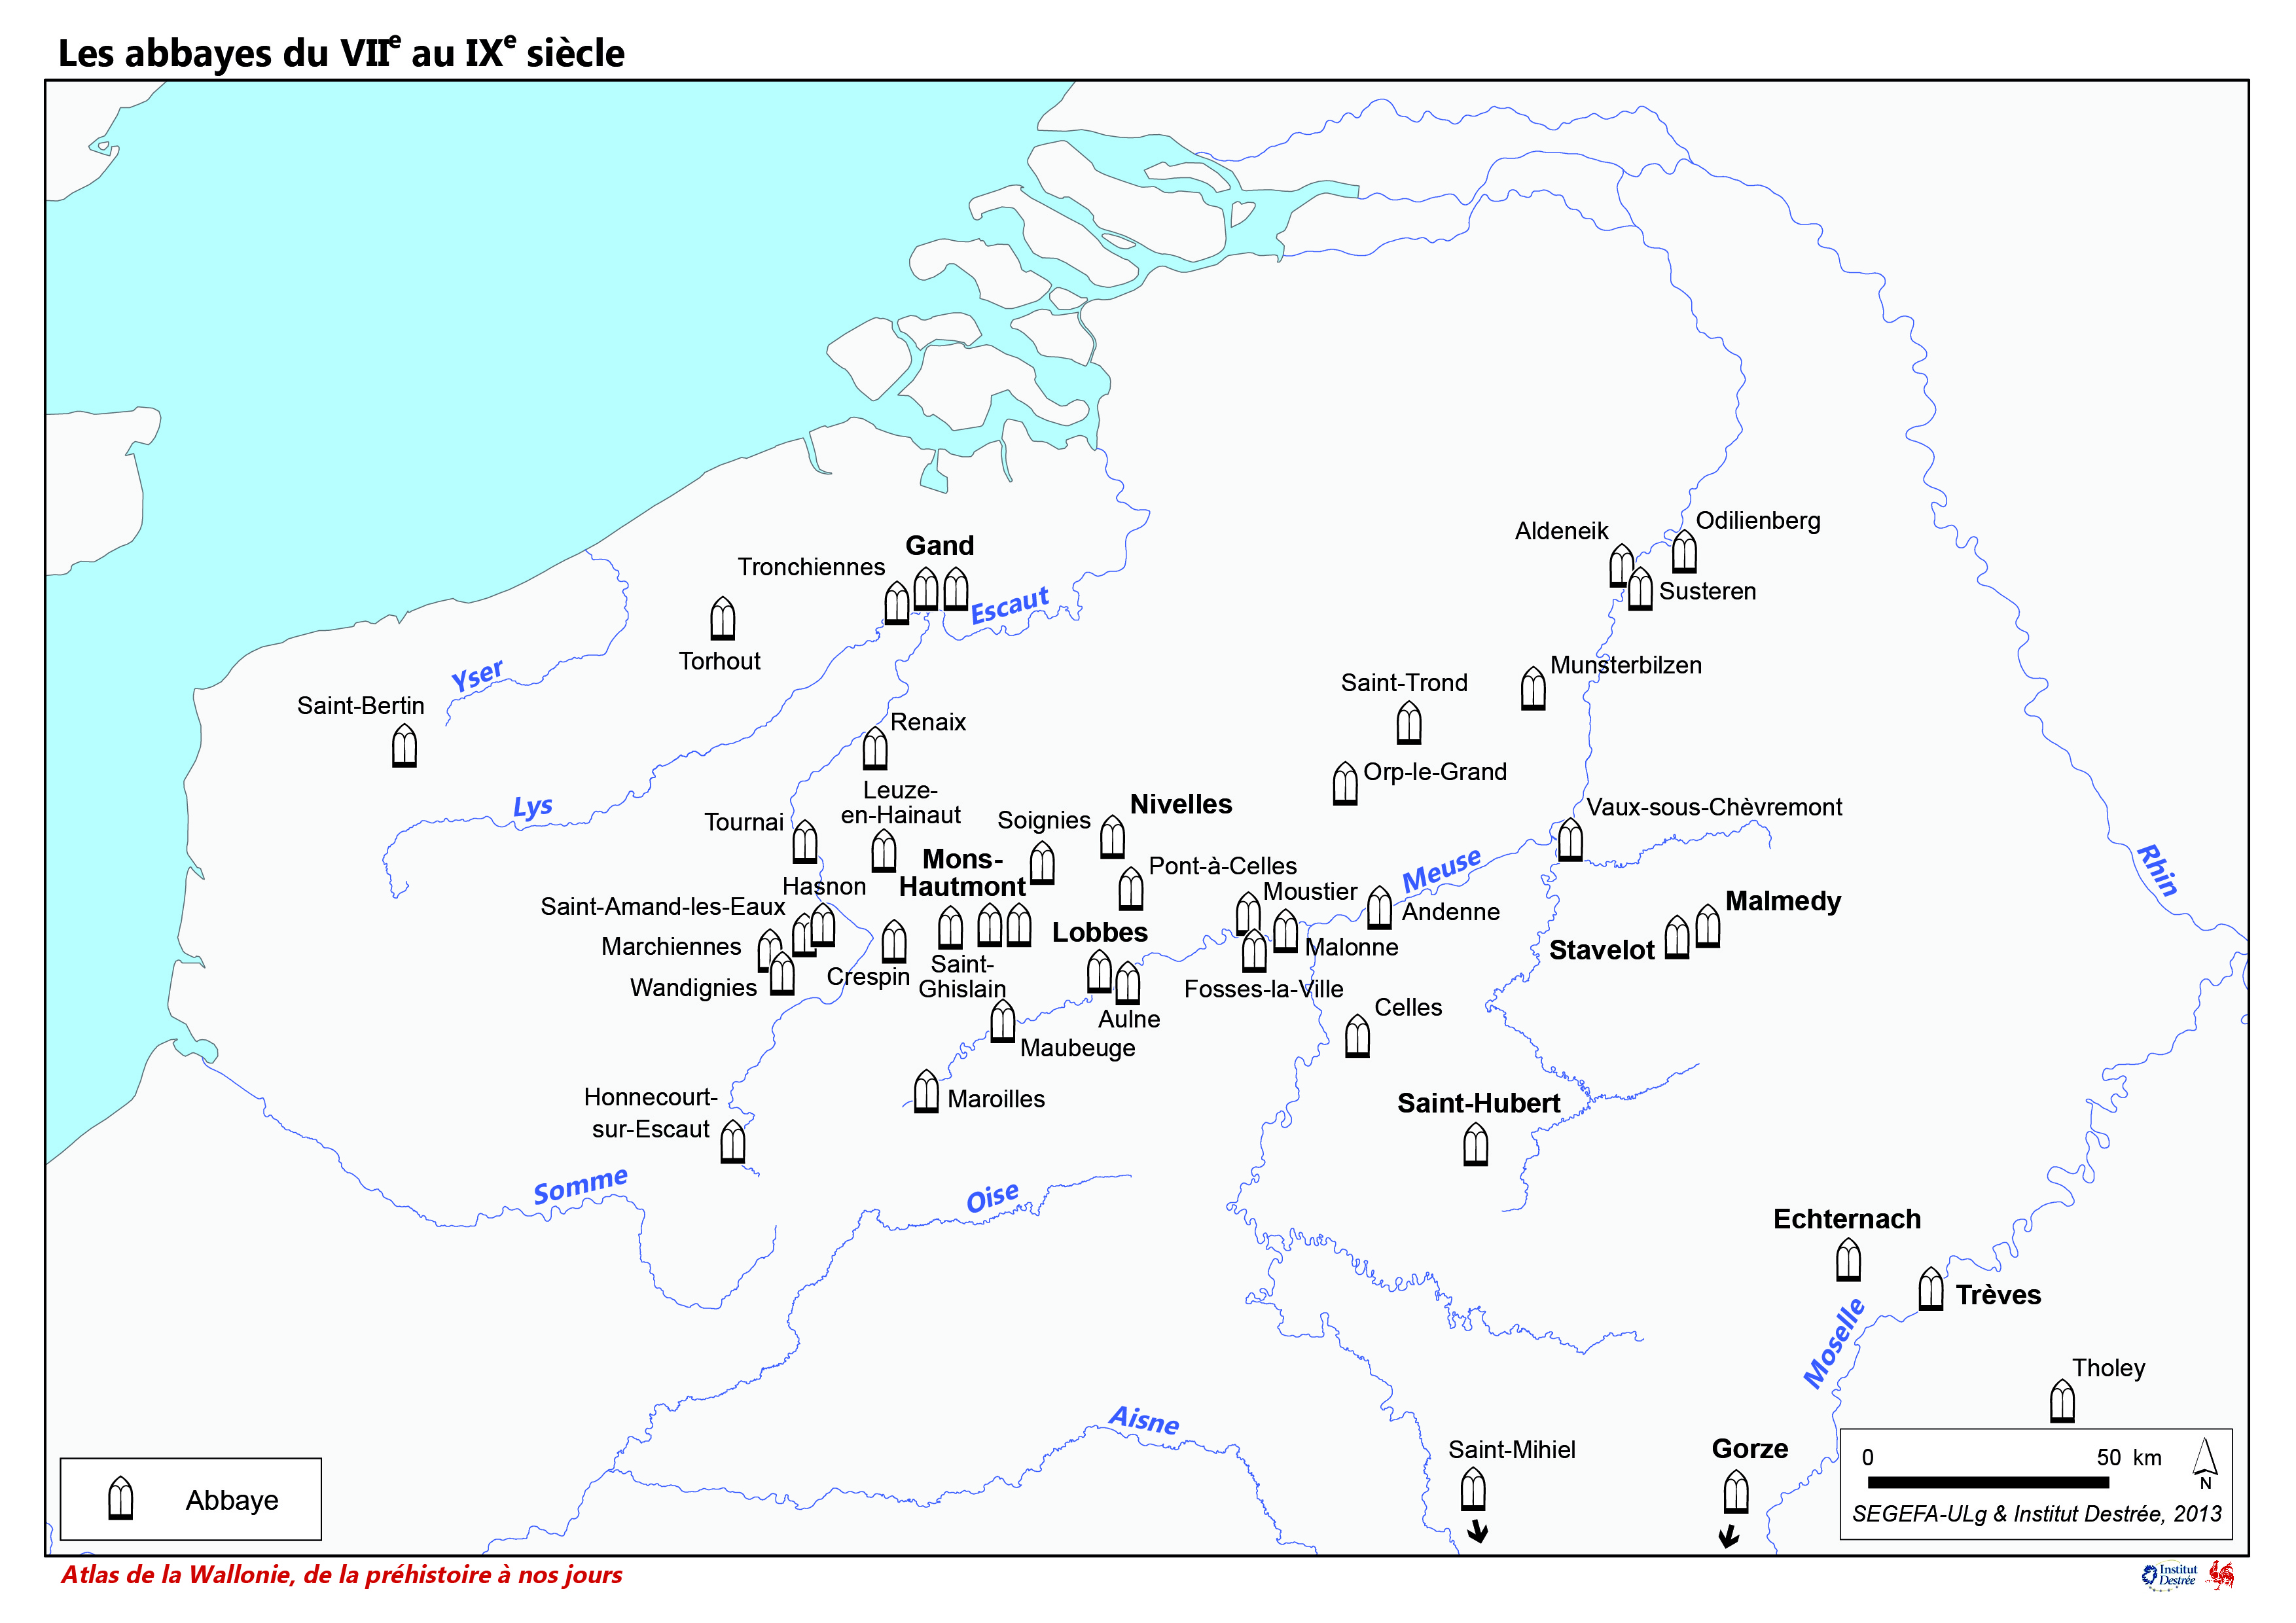 Les abbayes du VIIe au IXe siècle
Aldeneik
Odilienberg
Gand
Tronchiennes
Susteren
Escaut
Torhout
Yser
Munsterbilzen
Saint-Trond
Saint-Bertin
Renaix
Orp-le-Grand
Leuze-
en-Hainaut
Lys
Nivelles
Vaux-sous-Chèvremont
Tournai
Soignies
Mons-
Hautmont
Pont-à-Celles
Meuse
Rhin
Hasnon
Moustier
Saint-Amand-les-Eaux
Andenne
Malmedy
Lobbes
Marchiennes
Malonne
Stavelot
Crespin
Saint-
Ghislain
Wandignies
Fosses-la-Ville
Celles
Aulne
Maubeuge
Honnecourt-
sur-Escaut
Maroilles
Saint-Hubert
Somme
Oise
Echternach
Trèves
Moselle
Tholey
Aisne
Saint-Mihiel
Gorze
0 50 km
N
SEGEFA-ULg & Institut Destrée, 2013
Abbaye
Atlas de la Wallonie, de la préhistoire à nos jours
Institut
Destrée